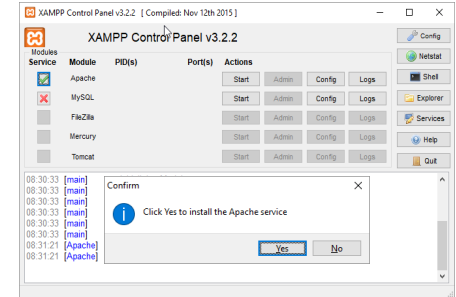 XAMPP Control Panel v3.2.2 [ Compiled: Nov 12th 2015 ]
XAMPP Control Panel v3.2.2
Config
Netstat
Shell
Explorer
Services
Help
Quit
Modules
Service Module PID(s) Port(s) Actions
Apache Start Admin Config Logs
MySQL Start Admin Config Logs
FileZilla Start Admin Config Logs
Mercury Start Admin Config Logs
Tomcat Start Admin Config Logs
08:30:33 [main]
08:30:33 [main]
08:30:33 [main]
08:30:33 [main]
08:30:33 [main]
08:30:33 [main]
08:31:21 [Apache]
08:31:21 [Apache]
Confirm
Click Yes to install the Apache service
Yes No